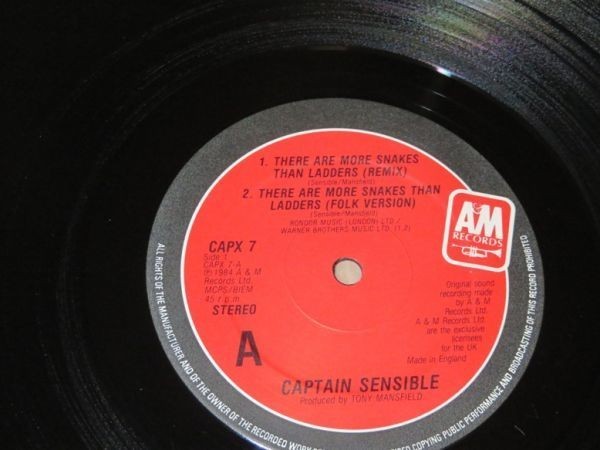 1. THERE ARE MORE SNAKES
THAN LADDERS (REMIX)
(Sensible/Mansfield)
2. THERE ARE MORE SNAKES THAN
LADDERS (FOLK VERSION)
(Sensible/Mansfield)
RONDOR MUSIC (LONDON) LTD./
WARNER BROTHERS MUSIC LTD. (1,2)
A&M
RECORDS
CAPX 7
Side 1
CAPX 7-A
℗1984 A & M
Records Ltd.
MCPS/BIEM
45 r.p.m.
STEREO
A
Original sound
recording made
by A & M
Records Ltd.
A & M Records Ltd.
are the exclusive
licensees
for the UK
Made in England
CAPTAIN SENSIBLE
Produced by TONY MANSFIELD
ALL RIGHTS OF THE MANUFACTURER AND OF THE OWNER OF THE RECORDED WORK
COPYING PUBLIC PERFORMANCE AND BROADCASTING OF THIS RECORD PROHIBITED